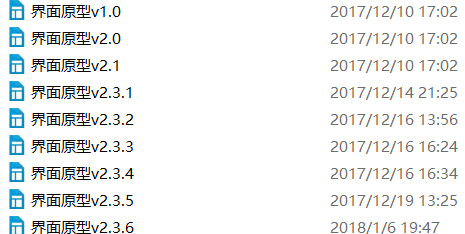 界面原型v1.0 2017/12/10 17:02
界面原型v2.0 2017/12/10 17:02
界面原型v2.1 2017/12/10 17:02
界面原型v2.3.1 2017/12/14 21:25
界面原型v2.3.2 2017/12/16 13:56
界面原型v2.3.3 2017/12/16 16:24
界面原型v2.3.4 2017/12/16 16:34
界面原型v2.3.5 2017/12/19 13:25
界面原型v2.3.6 2018/1/6 19:47